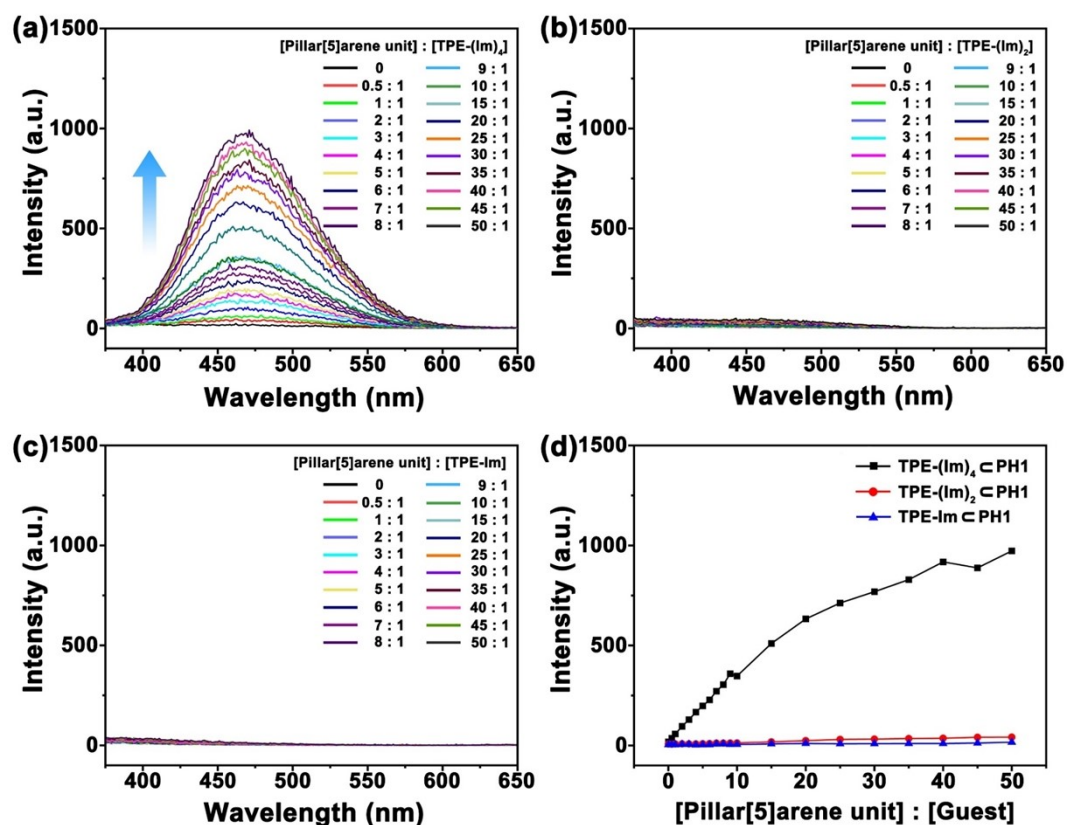 (a)
1500
1000
500
0
Intensity (a.u.)
[Pillar[5]arene unit] : [TPE-(Im)₄]
0 9 : 1
0.5 : 1 10 : 1
1 : 1 15 : 1
2 : 1 20 : 1
3 : 1 25 : 1
4 : 1 30 : 1
5 : 1 35 : 1
6 : 1 40 : 1
7 : 1 45 : 1
8 : 1 50 : 1
400 450 500 550 600 650
Wavelength (nm)
(b)
1500
1000
500
0
Intensity (a.u.)
[Pillar[5]arene unit] : [TPE-(Im)₂]
0 9 : 1
0.5 : 1 10 : 1
1 : 1 15 : 1
2 : 1 20 : 1
3 : 1 25 : 1
4 : 1 30 : 1
5 : 1 35 : 1
6 : 1 40 : 1
7 : 1 45 : 1
8 : 1 50 : 1
400 450 500 550 600 650
Wavelength (nm)
(c)
1500
1000
500
0
Intensity (a.u.)
[Pillar[5]arene unit] : [TPE-Im]
0 9 : 1
0.5 : 1 10 : 1
1 : 1 15 : 1
2 : 1 20 : 1
3 : 1 25 : 1
4 : 1 30 : 1
5 : 1 35 : 1
6 : 1 40 : 1
7 : 1 45 : 1
8 : 1 50 : 1
400 450 500 550 600 650
Wavelength (nm)
(d)
1500
1000
500
0
Intensity (a.u.)
TPE-(Im)₄⊂PH1
TPE-(Im)₂⊂PH1
TPE-Im⊂PH1
0 10 20 30 40 50
[Pillar[5]arene unit] : [Guest]